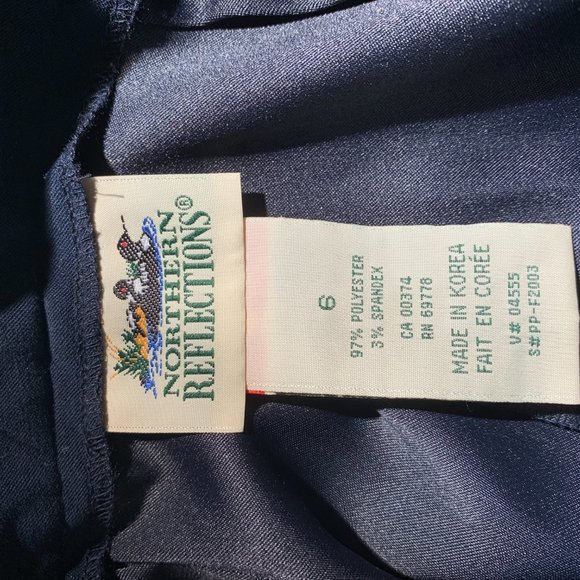 NORTHERN
REFLECTIONS®
6
97% POLYESTER
3% SPANDEX
CA 00374
RN 69778
MADE IN KOREA
FAIT EN CORÉE
V# 04555
S#PP-F2003